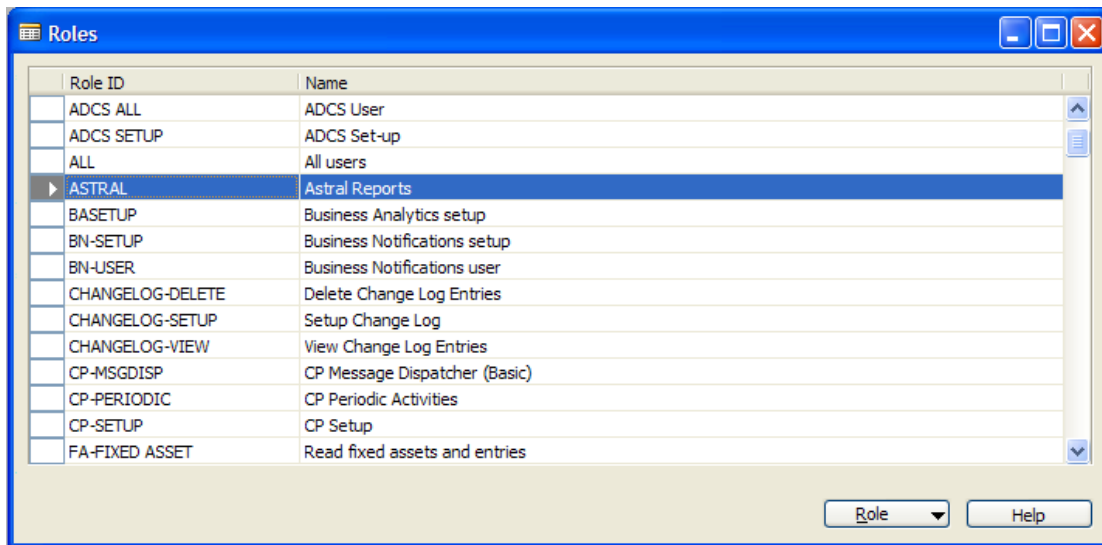 Roles
Role ID Name
ADCS ALL ADCS User
ADCS SETUP ADCS Set-up
ALL All users
ASTRAL Astral Reports
BASETUP Business Analytics setup
BN-SETUP Business Notifications setup
BN-USER Business Notifications user
CHANGELOG-DELETE Delete Change Log Entries
CHANGELOG-SETUP Setup Change Log
CHANGELOG-VIEW View Change Log Entries
CP-MSGDISP CP Message Dispatcher (Basic)
CP-PERIODIC CP Periodic Activities
CP-SETUP CP Setup
FA-FIXED ASSET Read fixed assets and entries
Role Help